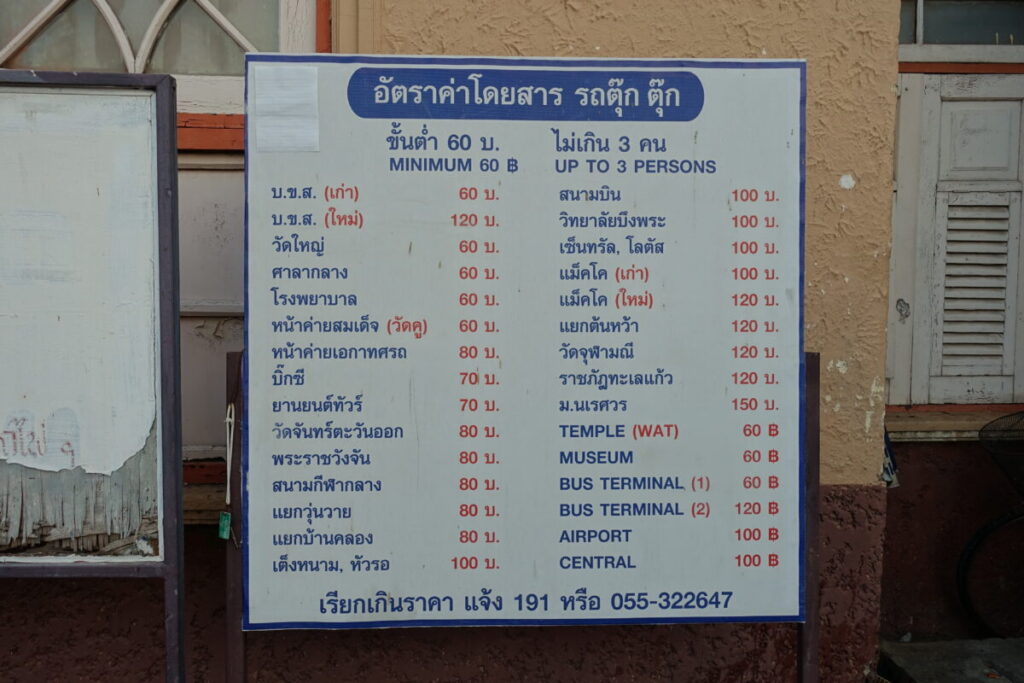 อัตราค่าโดยสาร รถตุ๊ก ตุ๊ก
ขั้นต่ำ 60 บ. ไม่เกิน 3 คน
MINIMUM 60 ฿ UP TO 3 PERSONS
บ.ข.ส. (เก่า) 60 บ.
บ.ข.ส. (ใหม่) 120 บ.
วัดใหญ่ 60 บ.
ศาลากลาง 60 บ.
โรงพยาบาล 60 บ.
หน้าค่ายสมเด็จ (วัดคู) 60 บ.
หน้าค่ายเอกาทศรถ 80 บ.
บิ๊กซี 70 บ.
ยานยนต์ทัวร์ 70 บ.
วัดจันทร์ตะวันออก 80 บ.
พระราชวังจัน 80 บ.
สนามกีฬากลาง 80 บ.
แยกวุ่นวาย 80 บ.
แยกบ้านคลอง 80 บ.
เต็งหนาม, หัวรอ 100 บ.
สนามบิน 100 บ.
วิทยาลัยบึงพระ 100 บ.
เซ็นทรัล, โลตัส 100 บ.
แม็คโค (เก่า) 100 บ.
แม็คโค (ใหม่) 120 บ.
แยกต้นหว้า 120 บ.
วัดจุฬามณี 120 บ.
ราชภัฎทะเลแก้ว 120 บ.
ม.นเรศวร 150 บ.
TEMPLE (WAT) 60 ฿
MUSEUM 60 ฿
BUS TERMINAL (1) 60 ฿
BUS TERMINAL (2) 120 ฿
AIRPORT 100 ฿
CENTRAL 100 ฿
เรียกเกินราคา แจ้ง 191 หรือ 055-322647